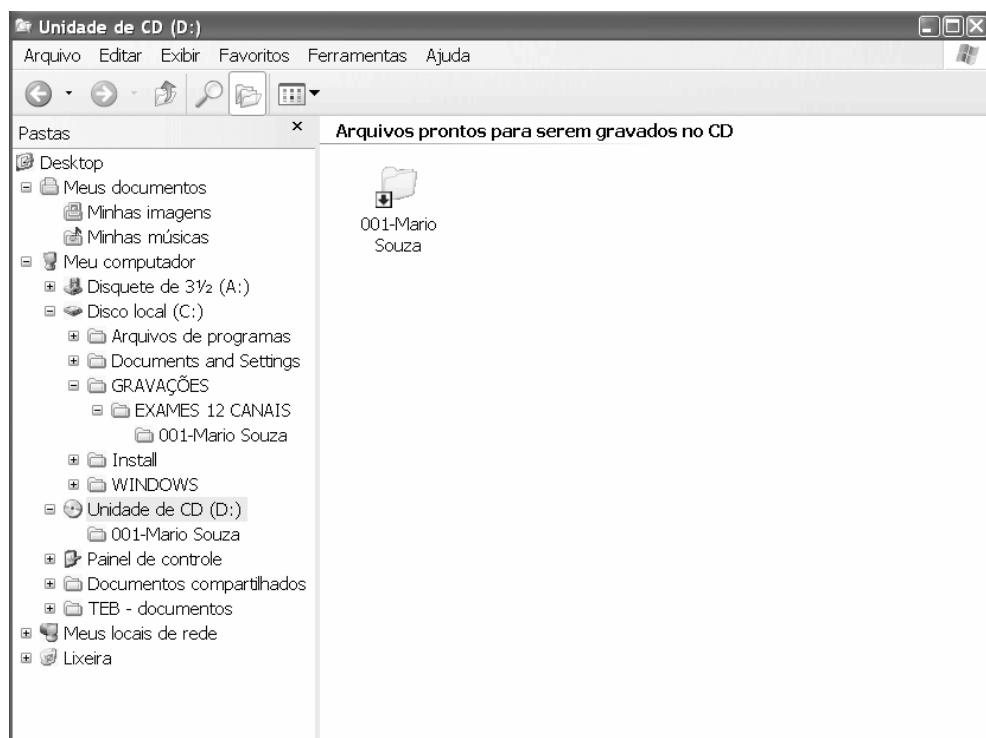 Unidade de CD (D:)
Arquivo Editar Exibir Favoritos Ferramentas Ajuda
Pastas
Arquivos prontos para serem gravados no CD
Desktop
Meus documentos
Minhas imagens
Minhas músicas
Meu computador
Disquete de 3½ (A:)
Disco local (C:)
Arquivos de programas
Documents and Settings
GRAVAÇÕES
EXAMES 12 CANAIS
001-Mario Souza
Install
WINDOWS
Unidade de CD (D:)
001-Mario Souza
Painel de controle
Documentos compartilhados
TEB - documentos
Meus locais de rede
Lixeira
001-Mario
Souza